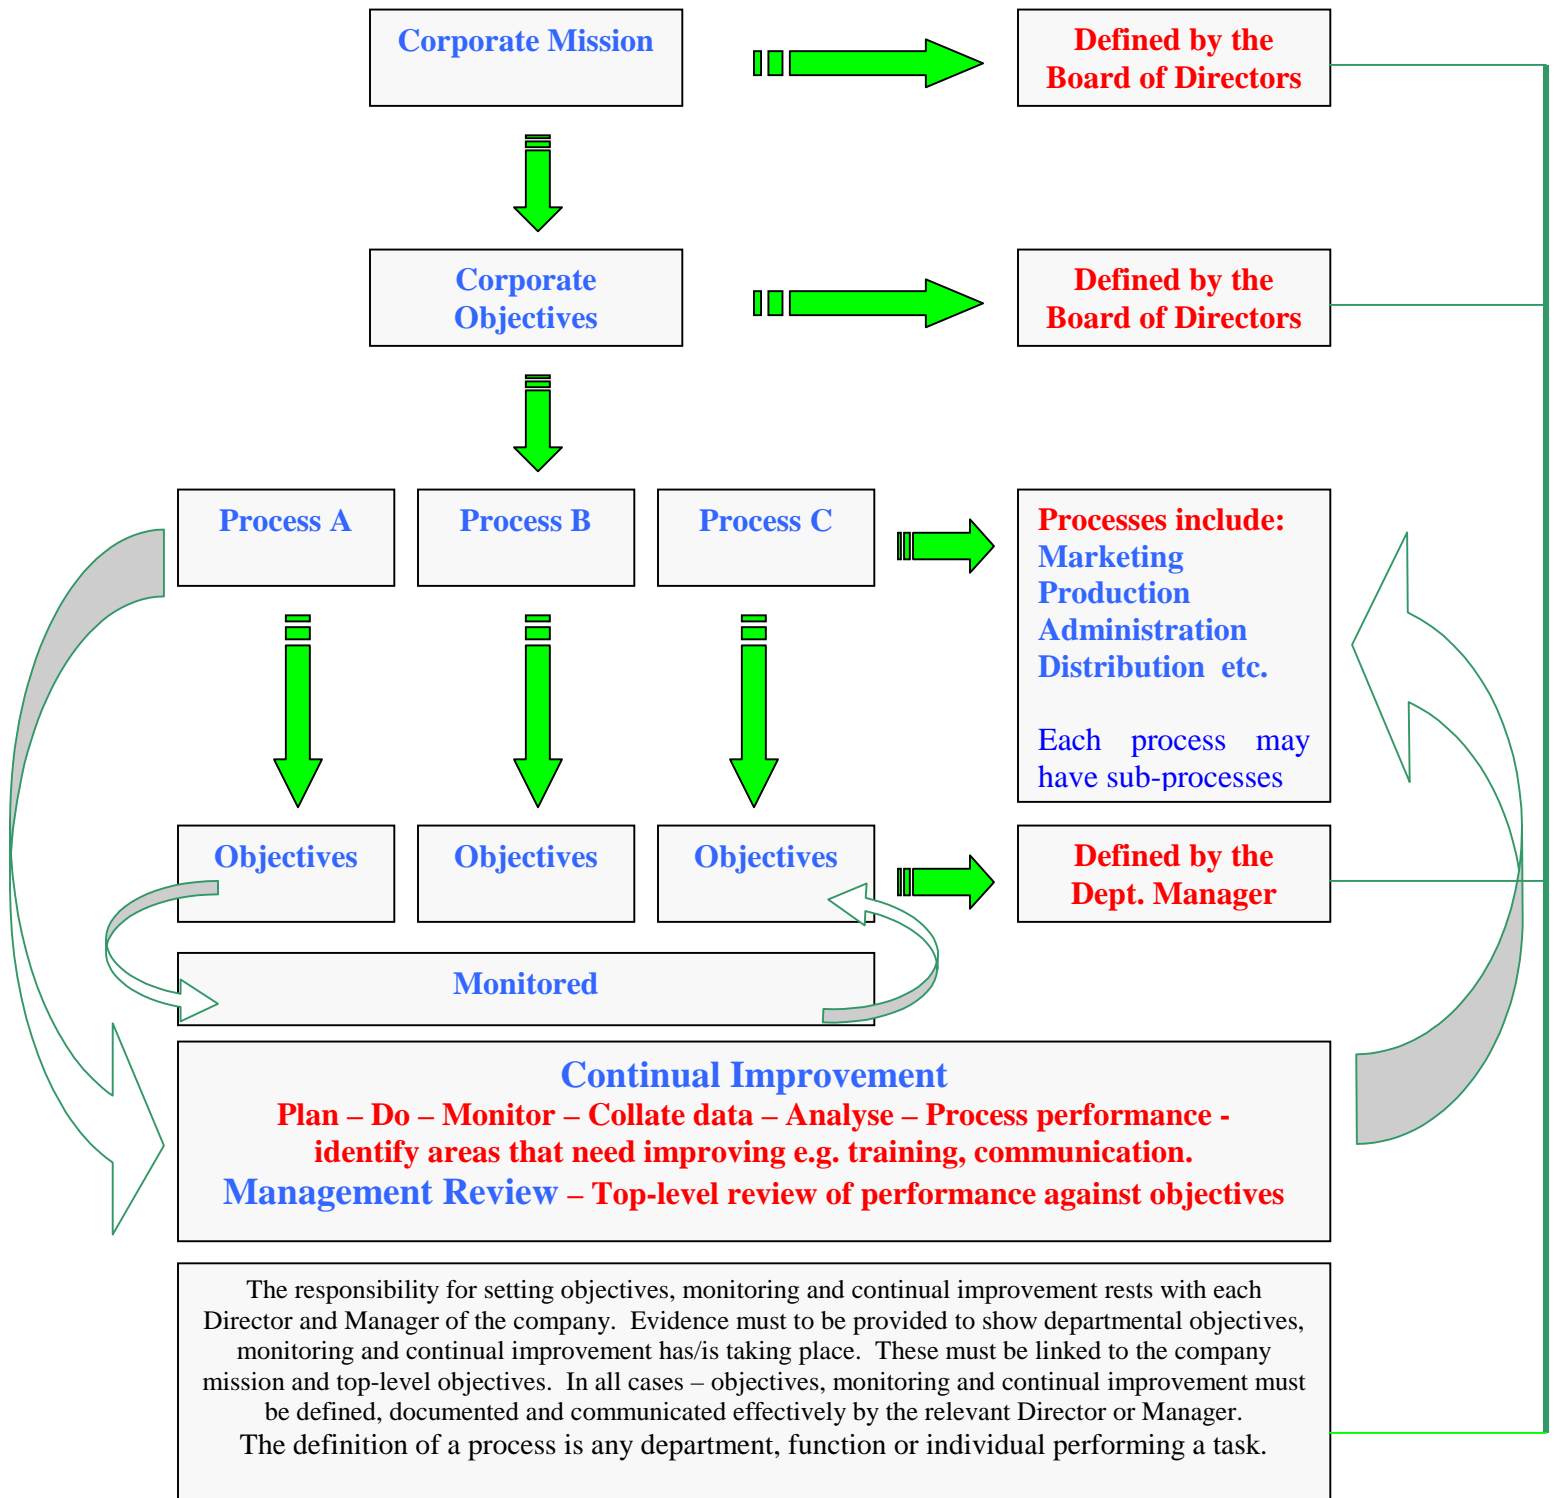 Corporate Mission
Defined by the
Board of Directors
Corporate
Objectives
Defined by the
Board of Directors
Process A
Process B
Process C
Processes include:
Marketing
Production
Administration
Distribution etc.
Each process may
have sub-processes
Objectives
Objectives
Objectives
Defined by the
Dept. Manager
Monitored
Continual Improvement
Plan – Do – Monitor – Collate data – Analyse – Process performance -
identify areas that need improving e.g. training, communication.
Management Review – Top-level review of performance against objectives
The responsibility for setting objectives, monitoring and continual improvement rests with each
Director and Manager of the company. Evidence must to be provided to show departmental objectives,
monitoring and continual improvement has/is taking place. These must be linked to the company
mission and top-level objectives. In all cases – objectives, monitoring and continual improvement must
be defined, documented and communicated effectively by the relevant Director or Manager.
The definition of a process is any department, function or individual performing a task.